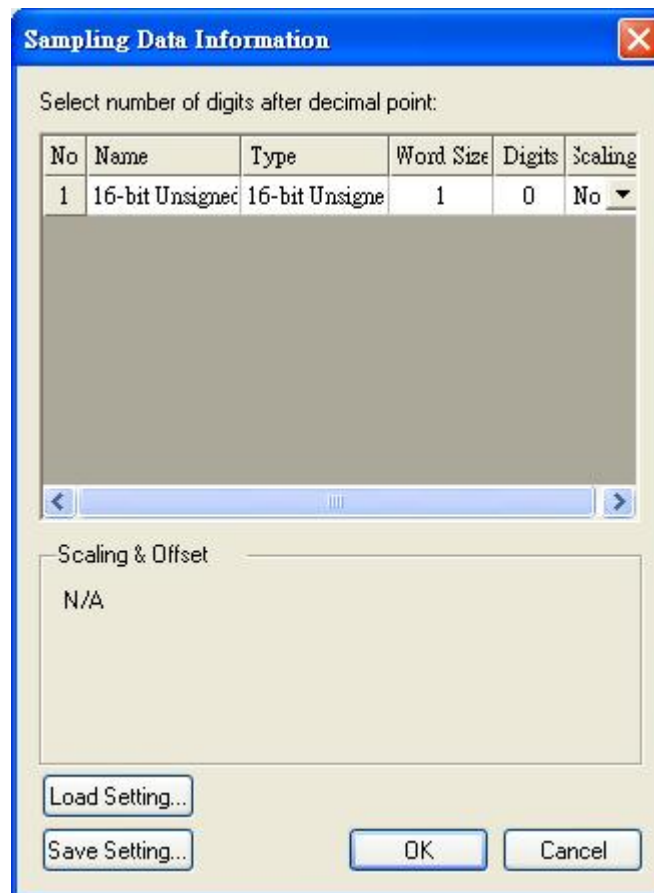 Sampling Data Information
Select number of digits after decimal point:
No Name Type Word Size Digits Scaling
1 16-bit Unsigned 16-bit Unsigne 1 0 No
Scaling & Offset
N/A
Load Setting...
Save Setting... OK Cancel